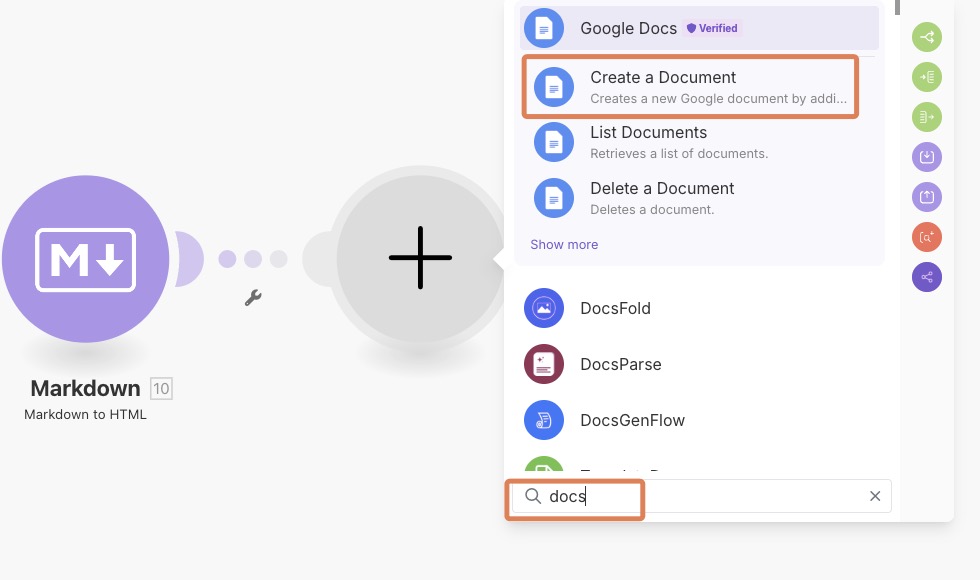 Google Docs Verified
Create a Document
Creates a new Google document by addi...
List Documents
Retrieves a list of documents.
Delete a Document
Deletes a document.
Show more
DocsFold
DocsParse
DocsGenFlow
docs
M
Markdown 10
Markdown to HTML